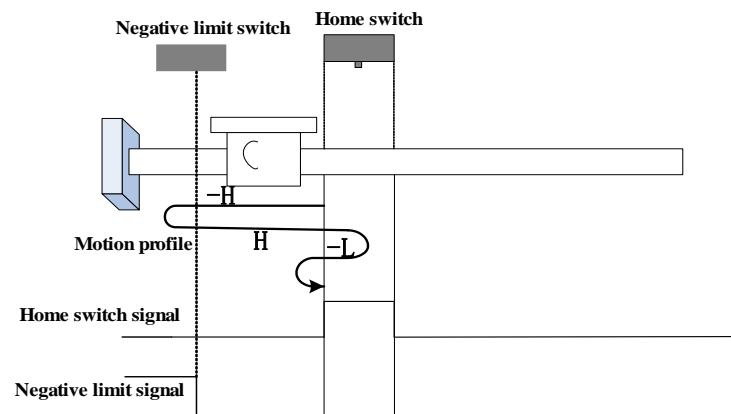 Home switch
Negative limit switch
-H
Motion profile
H
-L
Home switch signal
Negative limit signal